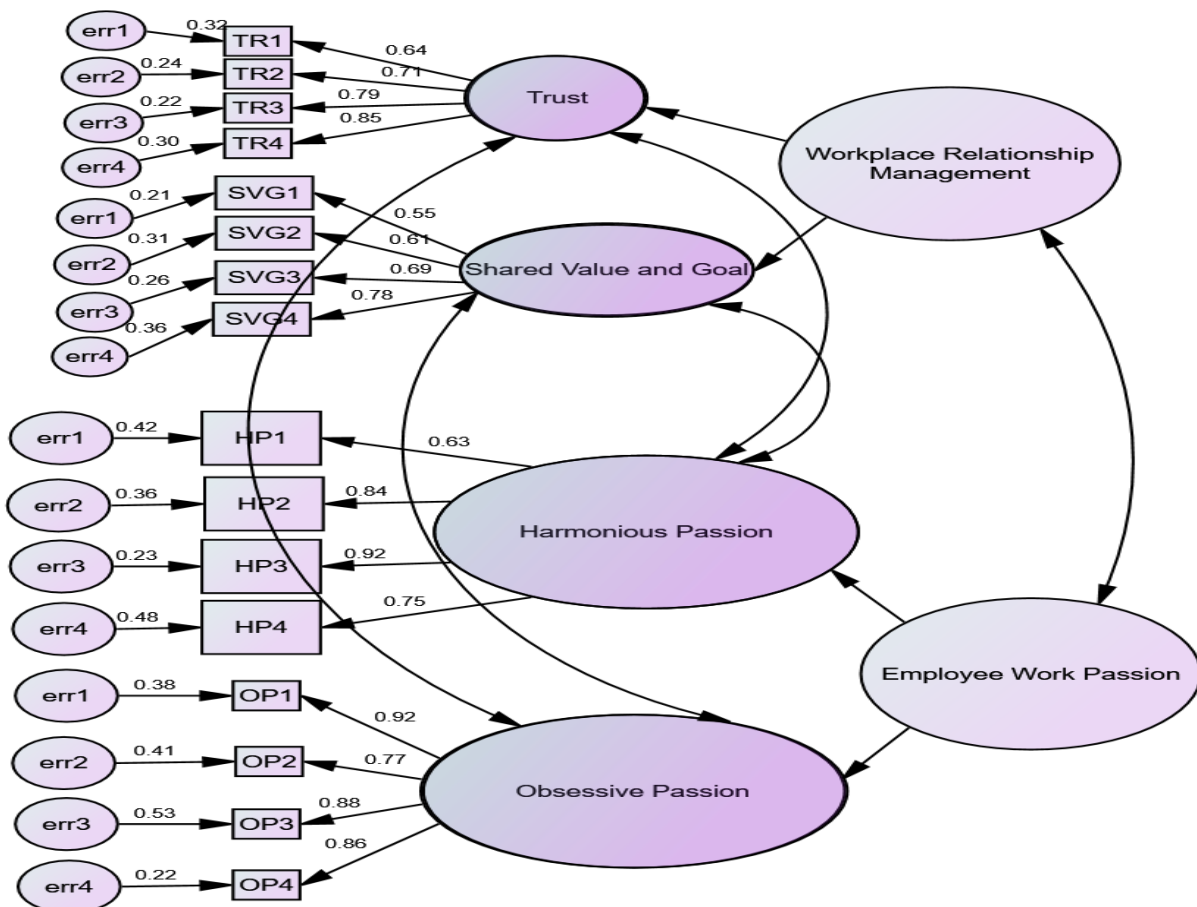 err1 0.32 TR1 0.64
err2 0.24 TR2 0.71
err3 0.22 TR3 0.79
err4 0.30 TR4 0.85
Trust
Workplace Relationship
Management
err1 0.21 SVG1 0.55
err2 0.31 SVG2 0.61
err3 0.26 SVG3 0.69
err4 0.36 SVG4 0.78
Shared Value and Goal
err1 0.42 HP1 0.63
err2 0.36 HP2 0.84
err3 0.23 HP3 0.92
err4 0.48 HP4 0.75
Harmonious Passion
Employee Work Passion
err1 0.38 OP1 0.92
err2 0.41 OP2 0.77
err3 0.53 OP3 0.88
err4 0.22 OP4 0.86
Obsessive Passion